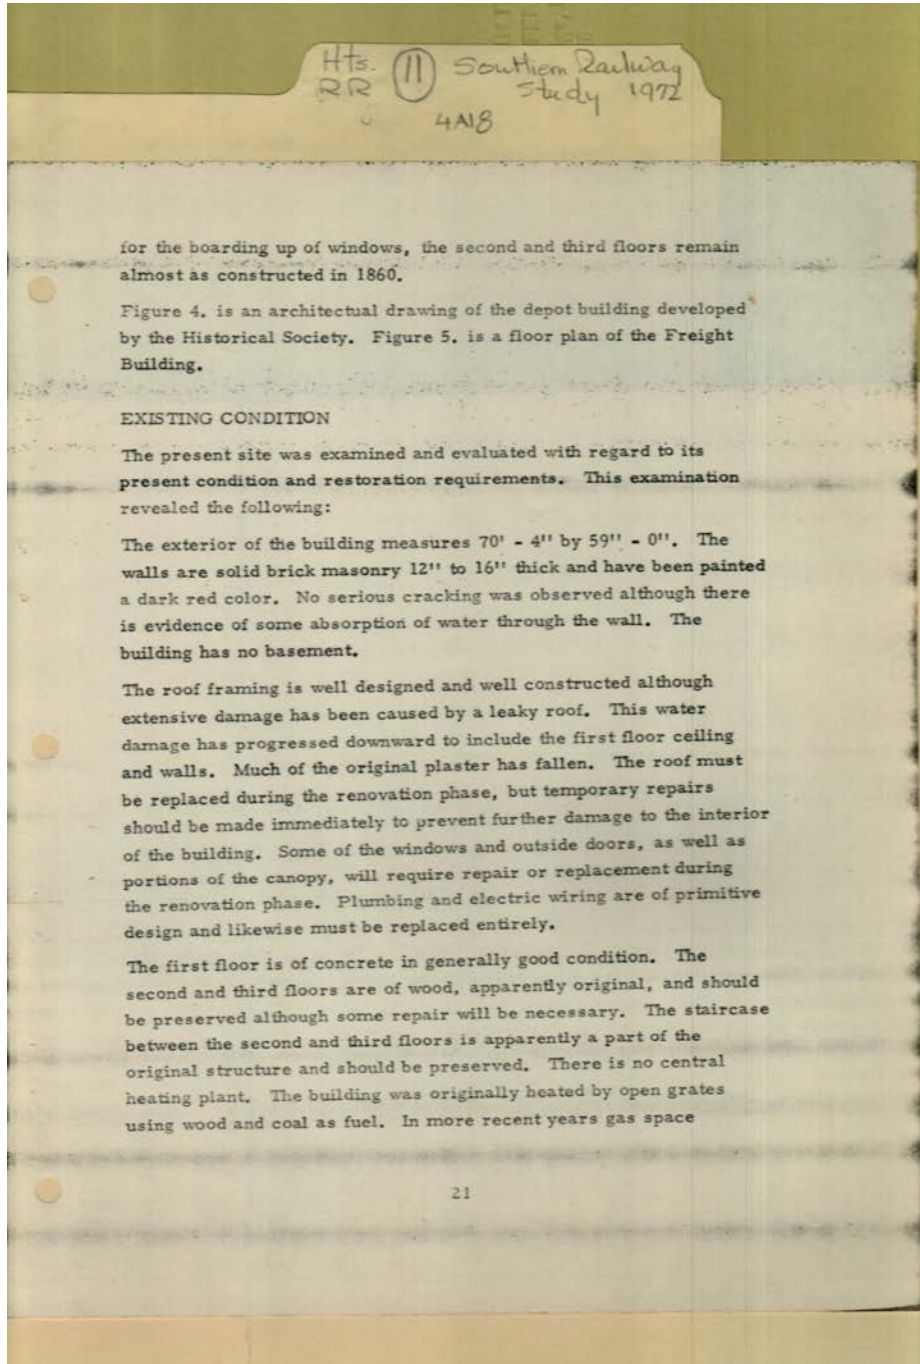 Hts. 11 Southern Railway
RR Study 1972
4A18
for the boarding up of windows, the second and third floors remain
almost as constructed in 1860.
Figure 4. is an architectual drawing of the depot building developed
by the Historical Society. Figure 5. is a floor plan of the Freight
Building.
EXISTING CONDITION
The present site was examined and evaluated with regard to its
present condition and restoration requirements. This examination
revealed the following:
The exterior of the building measures 70' - 4'' by 59'' - 0''. The
walls are solid brick masonry 12'' to 16'' thick and have been painted
a dark red color. No serious cracking was observed although there
is evidence of some absorption of water through the wall. The
building has no basement.
The roof framing is well designed and well constructed although
extensive damage has been caused by a leaky roof. This water
damage has progressed downward to include the first floor ceiling
and walls. Much of the original plaster has fallen. The roof must
be replaced during the renovation phase, but temporary repairs
should be made immediately to prevent further damage to the interior
of the building. Some of the windows and outside doors, as well as
portions of the canopy, will require repair or replacement during
the renovation phase. Plumbing and electric wiring are of primitive
design and likewise must be replaced entirely.
The first floor is of concrete in generally good condition. The
second and third floors are of wood, apparently original, and should
be preserved although some repair will be necessary. The staircase
between the second and third floors is apparently a part of the
original structure and should be preserved. There is no central
heating plant. The building was originally heated by open grates
using wood and coal as fuel. In more recent years gas space
21